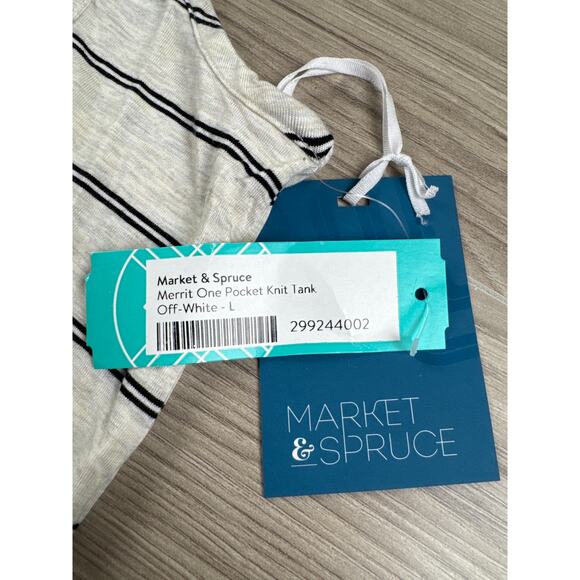 Market & Spruce
Merrit One Pocket Knit Tank
Off-White - L
299244002
MARKET
& SPRUCE